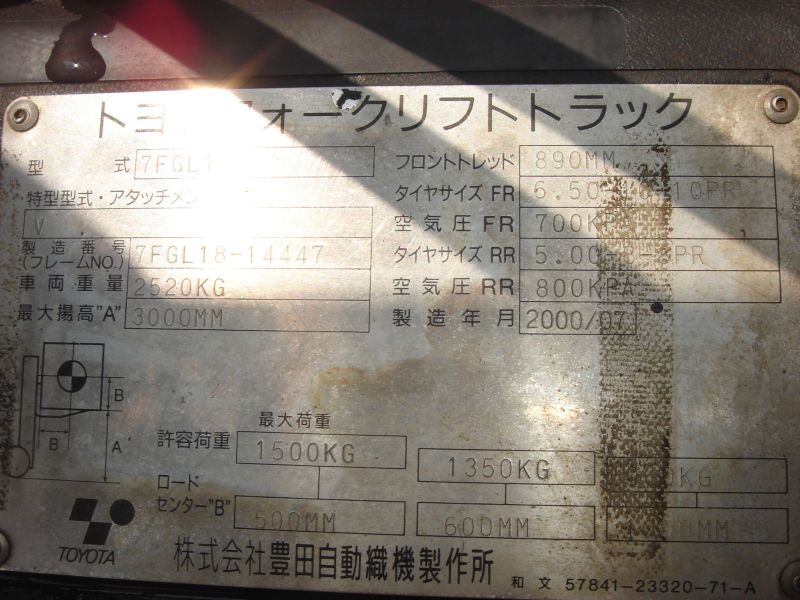 トヨタフォークリフトトラック
型式 7FGL1
特型型式・アタッチメン
V
製造番号(フレームNO.) 7FGL18-14447
車両重量 2520KG
最大揚高"A" 3000MM
フロントトレッド 890MM
タイヤサイズ FR 6.50-10-10PR
空気圧 FR 700KPA
タイヤサイズ RR 5.00-8-8PR
空気圧 RR 800KPA
製造年月 2000/07
B
B
A
最大荷重
許容荷重 1500KG 1350KG
ロードセンター"B" 500MM 600MM
TOYOTA
株式会社豊田自動織機製作所
和文 57841-23320-71-A